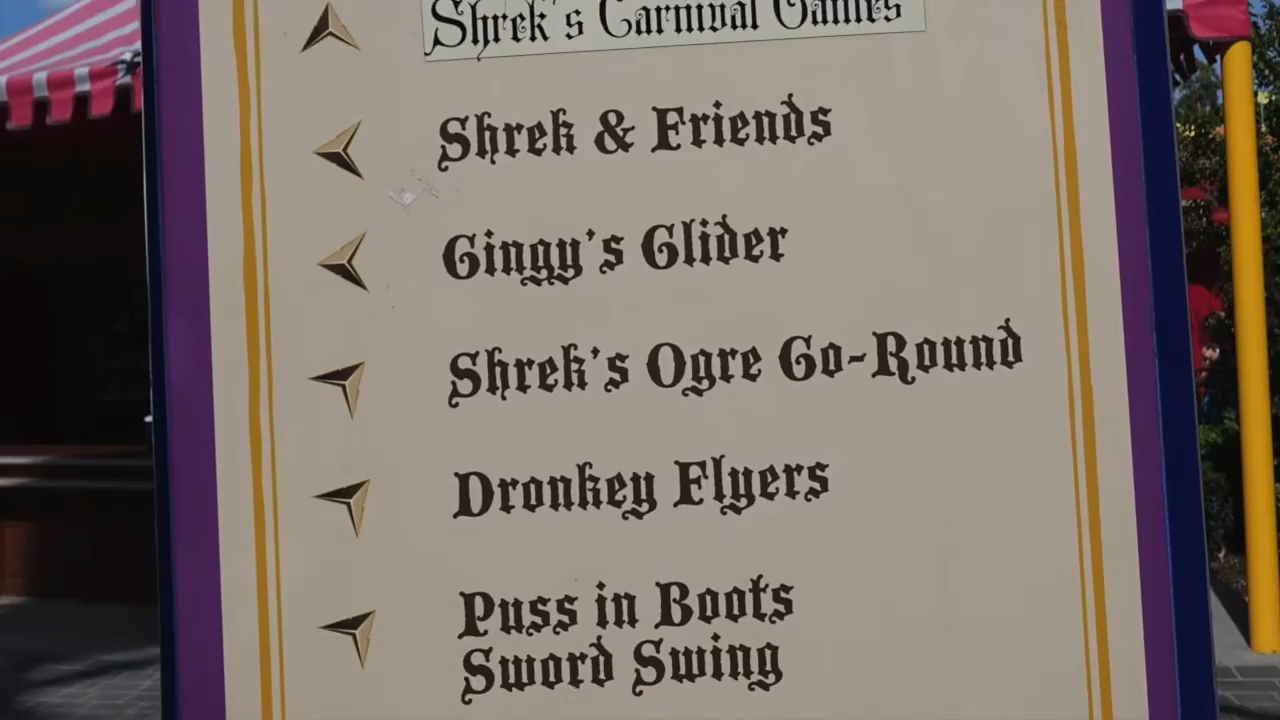 Shrek's Carnival Games
Shrek & Friends
Gingy's Glider
Shrek's Ogre Go-Round
Dronkey Flyers
Puss in Boots
Sword Swing